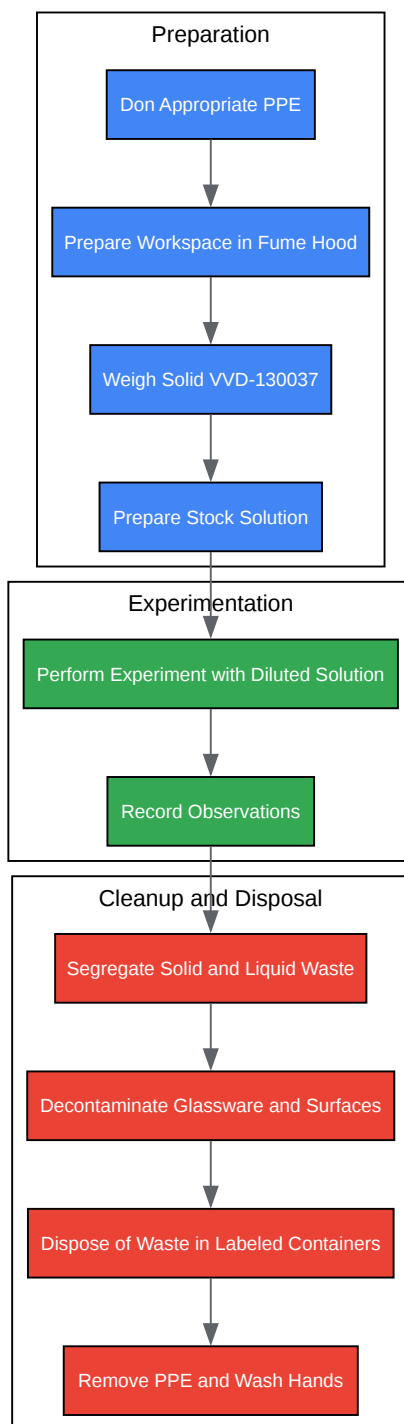 Preparation
Don Appropriate PPE
Prepare Workspace in Fume Hood
Weigh Solid VVD-130037
Prepare Stock Solution
Experimentation
Perform Experiment with Diluted Solution
Record Observations
Cleanup and Disposal
Segregate Solid and Liquid Waste
Decontaminate Glassware and Surfaces
Dispose of Waste in Labeled Containers
Remove PPE and Wash Hands